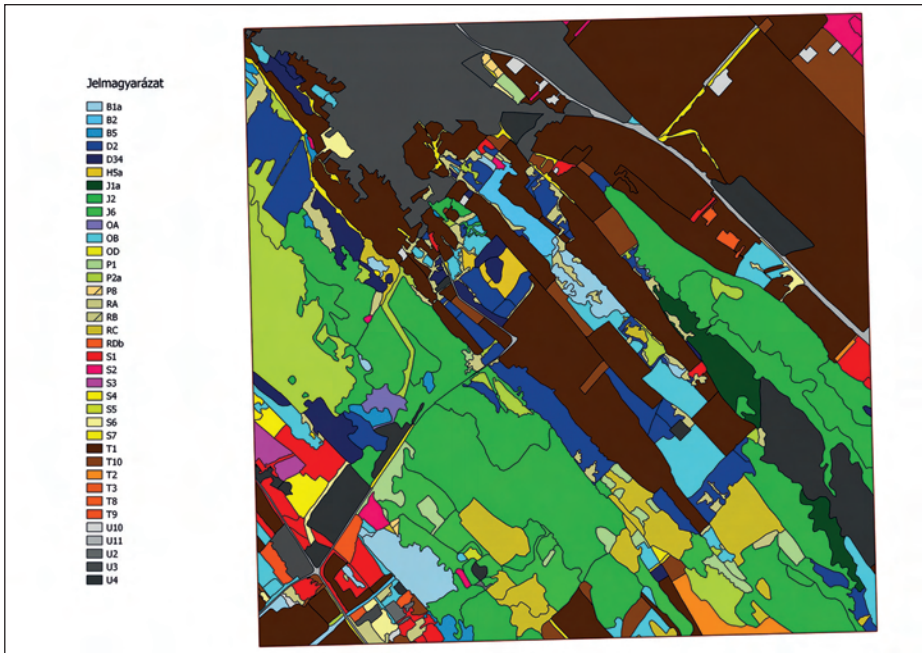 Jelmagyarázat
B1a
B2
B5
D2
D34
H5a
J1a
J2
J6
OA
OB
OD
P1
P2a
P8
RA
RB
RC
RDb
S1
S2
S3
S4
S5
S6
S7
T1
T10
T2
T3
T8
T9
U10
U11
U2
U3
U4